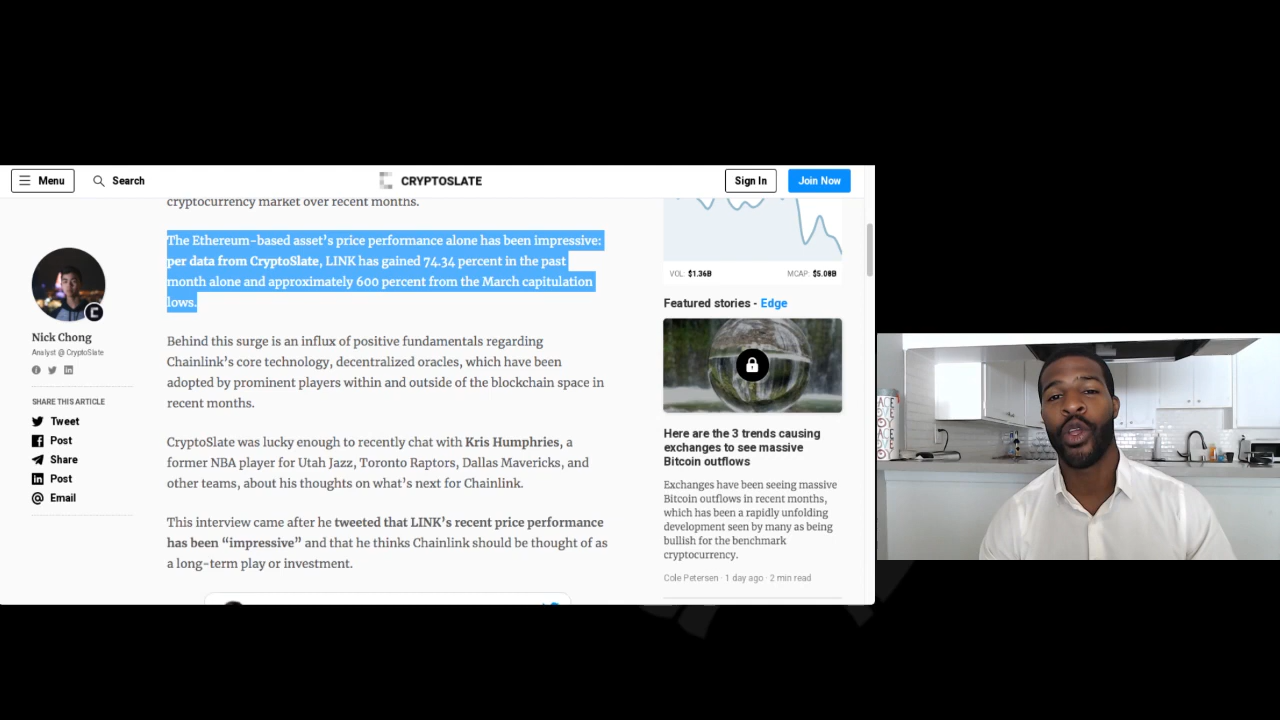 Menu
Search
CRYPTOSLATE
Sign In
Join Now
Nick Chong
Analyst @ CryptoSlate
SHARE THIS ARTICLE
Tweet
Post
Share
Post
Email
cryptocurrency market over recent months.
The Ethereum-based asset’s price performance alone has been impressive:
per data from CryptoSlate, LINK has gained 74.34 percent in the past
month alone and approximately 600 percent from the March capitulation
lows.
Behind this surge is an influx of positive fundamentals regarding
Chainlink’s core technology, decentralized oracles, which have been
adopted by prominent players within and outside of the blockchain space in
recent months.
CryptoSlate was lucky enough to recently chat with Kris Humphries, a
former NBA player for Utah Jazz, Toronto Raptors, Dallas Mavericks, and
other teams, about his thoughts on what’s next for Chainlink.
This interview came after he tweeted that LINK’s recent price performance
has been “impressive” and that he thinks Chainlink should be thought of as
a long-term play or investment.
VOL: $1.36B
MCAP: $5.08B
Featured stories - Edge
Here are the 3 trends causing
exchanges to see massive
Bitcoin outflows
Exchanges have been seeing massive
Bitcoin outflows in recent months,
which has been a rapidly unfolding
development seen by many as being
bullish for the benchmark
cryptocurrency.
Cole Petersen · 1 day ago · 2 min read